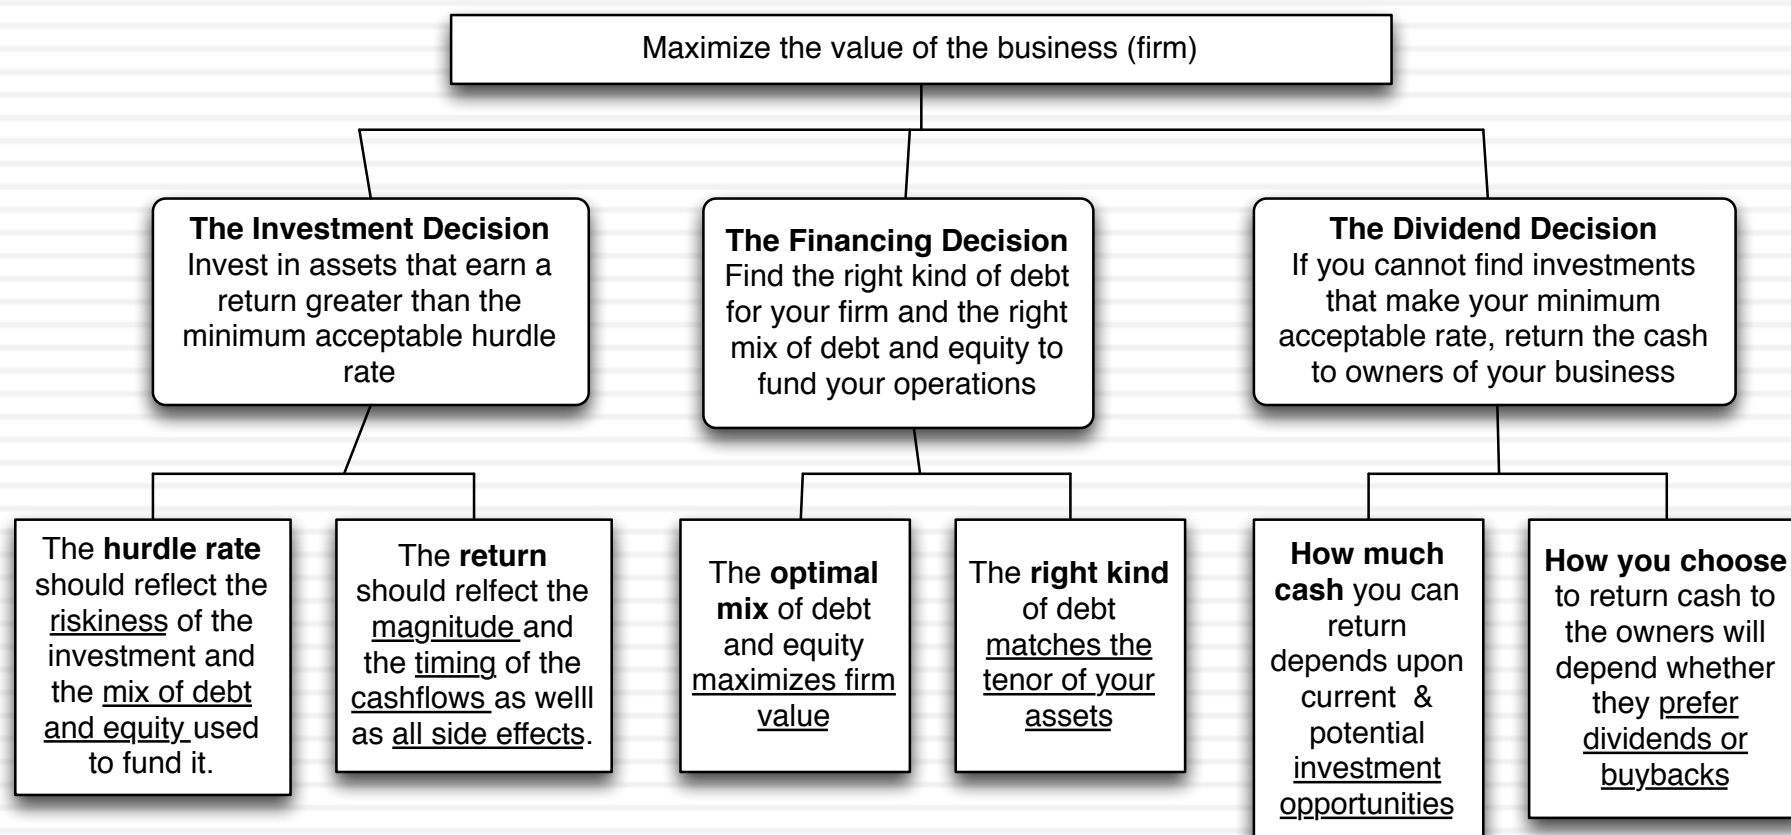 Maximize the value of the business (firm)
The Investment Decision
Invest in assets that earn a
return greater than the
minimum acceptable hurdle
rate
The Financing Decision
Find the right kind of debt
for your firm and the right
mix of debt and equity to
fund your operations
The Dividend Decision
If you cannot find investments
that make your minimum
acceptable rate, return the cash
to owners of your business
The hurdle rate
should reflect the
riskiness of the
investment and
the mix of debt
and equity used
to fund it.
The return
should relfect the
magnitude and
the timing of the
cashflows as welll
as all side effects.
The optimal
mix of debt
and equity
maximizes firm
value
The right kind
of debt
matches the
tenor of your
assets
How much
cash you can
return
depends upon
current & 
potential
investment
opportunities
How you choose
to return cash to
the owners will
depend whether
they prefer
dividends or
buybacks